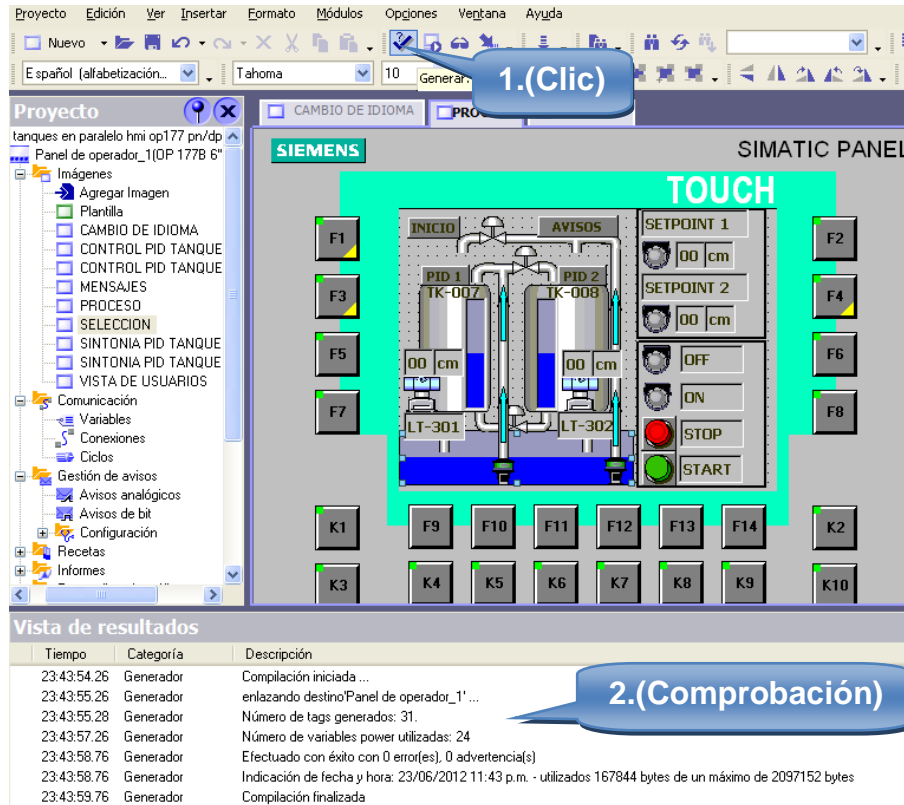 Proyecto Edición Ver Insertar Formato Módulos Opciones Ventana Ayuda
Nuevo
Español (alfabetización... Tahoma 10
Generar.
1.(Clic)
Proyecto
CAMBIO DE IDIOMA
tanques en paralelo hmi op177 pn/dp
Panel de operador_1(OP 177B 6"
Imágenes
Agregar Imagen
Plantilla
CAMBIO DE IDIOMA
CONTROL PID TANQUE
CONTROL PID TANQUE
MENSAJES
PROCESO
SELECCION
SINTONIA PID TANQUE
SINTONIA PID TANQUE
VISTA DE USUARIOS
Comunicación
Variables
Conexiones
Ciclos
Gestión de avisos
Avisos analógicos
Avisos de bit
Configuración
Recetas
Informes
SIEMENS
SIMATIC PANEL
TOUCH
F1
F3
F5
F7
INICIO AVISOS
PID 1 PID 2
TK-007 TK-008
00 cm 00 cm
LT-301 LT-302
SETPOINT 1
00 cm
SETPOINT 2
00 cm
OFF
ON
STOP
START
F2
F4
F6
F8
K1 F9 F10 F11 F12 F13 F14 K2
K3 K4 K5 K6 K7 K8 K9 K10
Vista de resultados
Tiempo Categoría Descripción
23:43:54.26 Generador Compilación iniciada ...
23:43:55.26 Generador enlazando destino'Panel de operador_1' ...
23:43:55.28 Generador Número de tags generados: 31.
23:43:57.26 Generador Número de variables power utilizadas: 24
23:43:58.76 Generador Efectuado con éxito con 0 error(es), 0 advertencia(s)
23:43:58.76 Generador Indicación de fecha y hora: 23/06/2012 11:43 p.m. - utilizados 167844 bytes de un máximo de 2097152 bytes
23:43:59.76 Generador Compilación finalizada
2.(Comprobación)